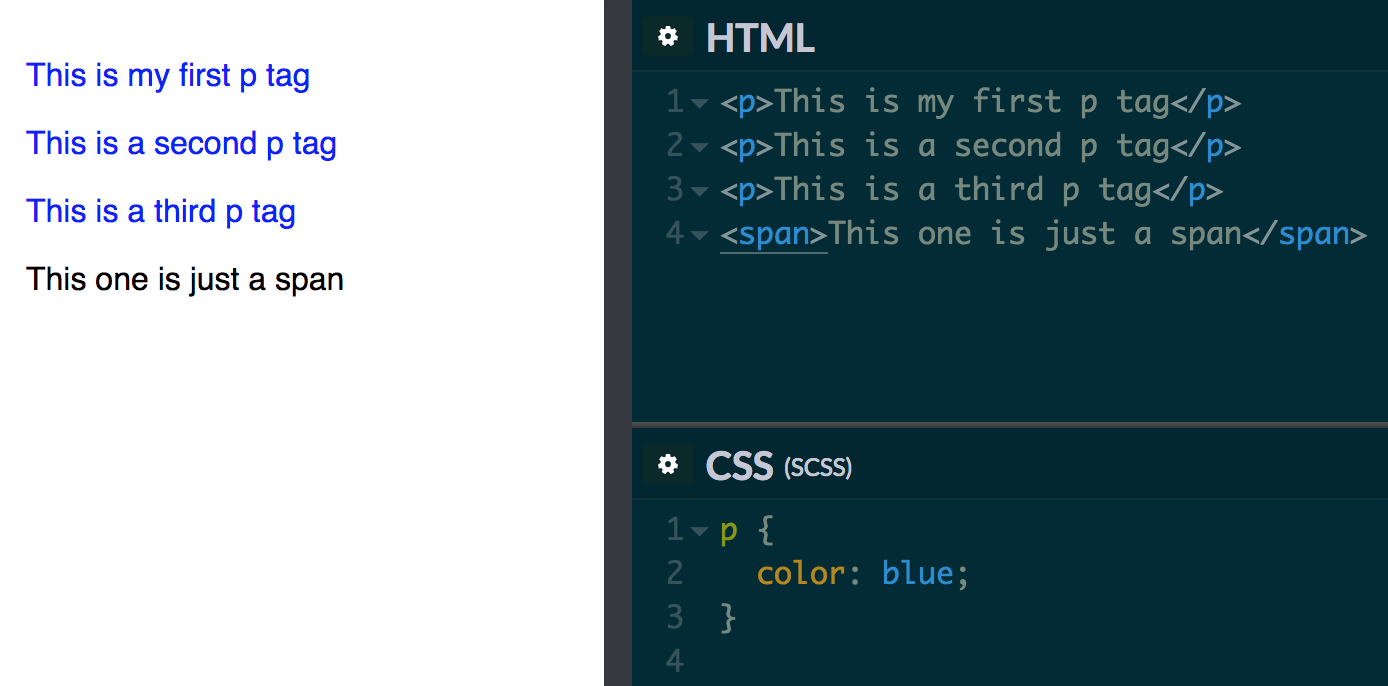 This is my first p tag
This is a second p tag
This is a third p tag
This one is just a span
HTML
1 <p>This is my first p tag</p>
2 <p>This is a second p tag</p>
3 <p>This is a third p tag</p>
4 <span>This one is just a span</span>
CSS (SCSS)
1 p {
2   color: blue;
3 }
4